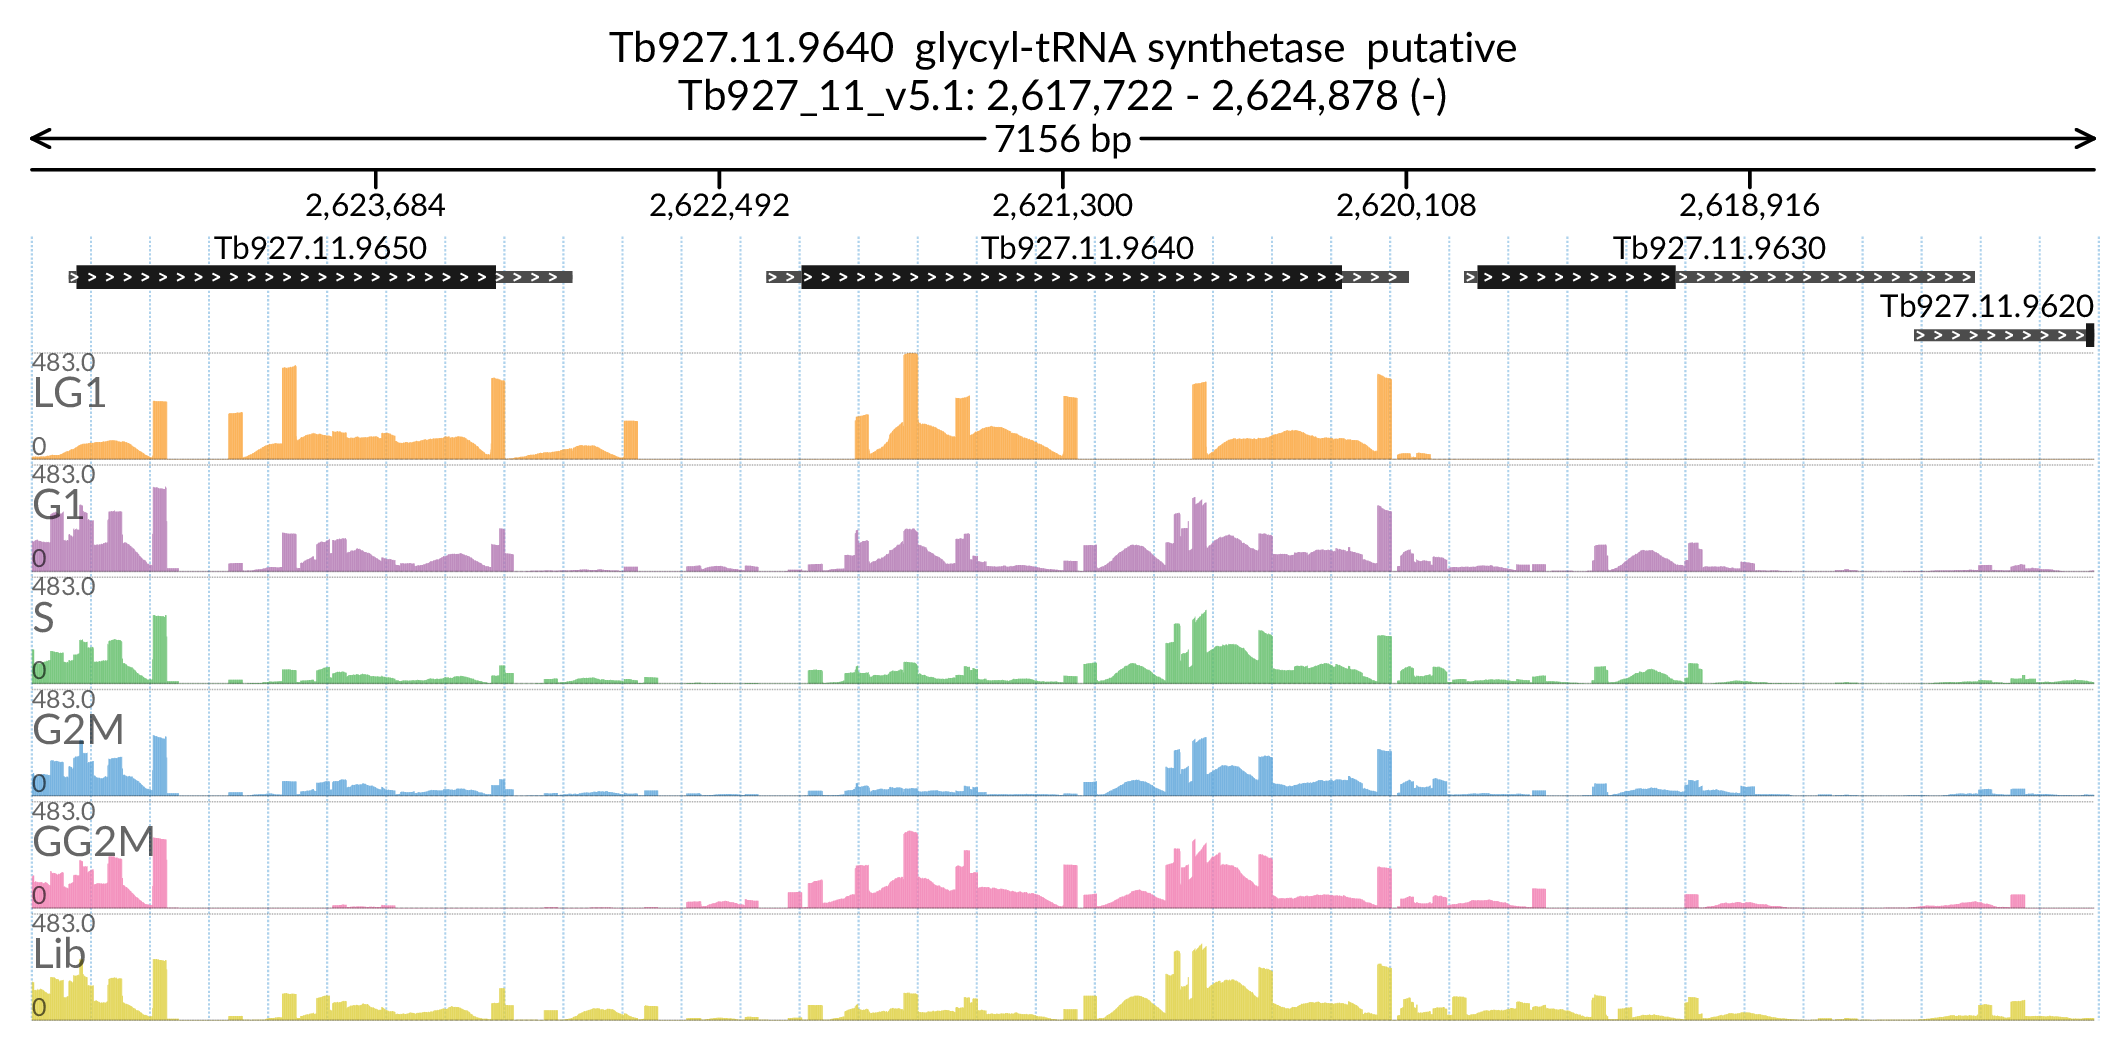 Tb927.11.9640  glycyl-tRNA synthetase  putative
Tb927_11_v5.1: 2,617,722 - 2,624,878 (-)
7156 bp
2,623,684 2,622,492 2,621,300 2,620,108 2,618,916
Tb927.11.9650 Tb927.11.9640 Tb927.11.9630
Tb927.11.9620
483.0
LG1
0
483.0
G1
0
483.0
S
0
483.0
G2M
0
483.0
GG2M
0
483.0
Lib
0